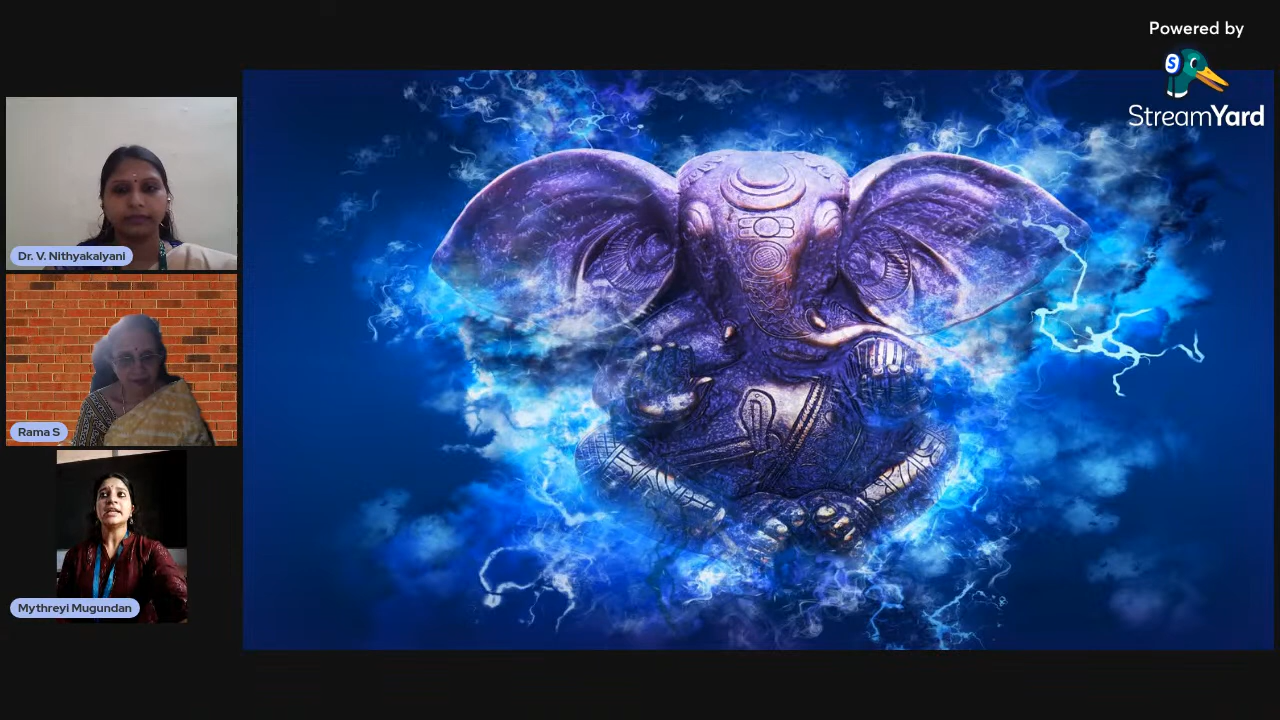 Powered by
S
StreamYard
Dr. V. Nithyakalyani
Rama S
Mythreyi Mugundan